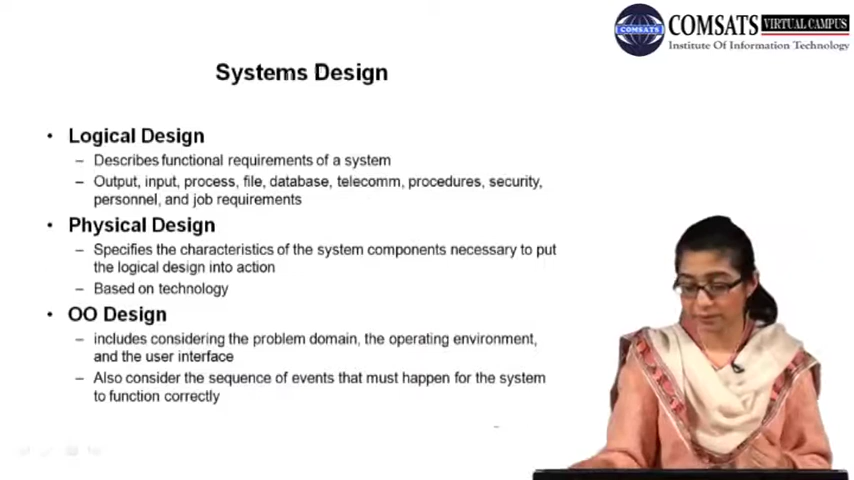 COMSATS
COMSATS VIRTUAL CAMPUS
Institute Of Information Technology
Systems Design
• Logical Design
– Describes functional requirements of a system
– Output, input, process, file, database, telecomm, procedures, security,
personnel, and job requirements
• Physical Design
– Specifies the characteristics of the system components necessary to put
the logical design into action
– Based on technology
• OO Design
– includes considering the problem domain, the operating environment,
and the user interface
– Also consider the sequence of events that must happen for the system
to function correctly